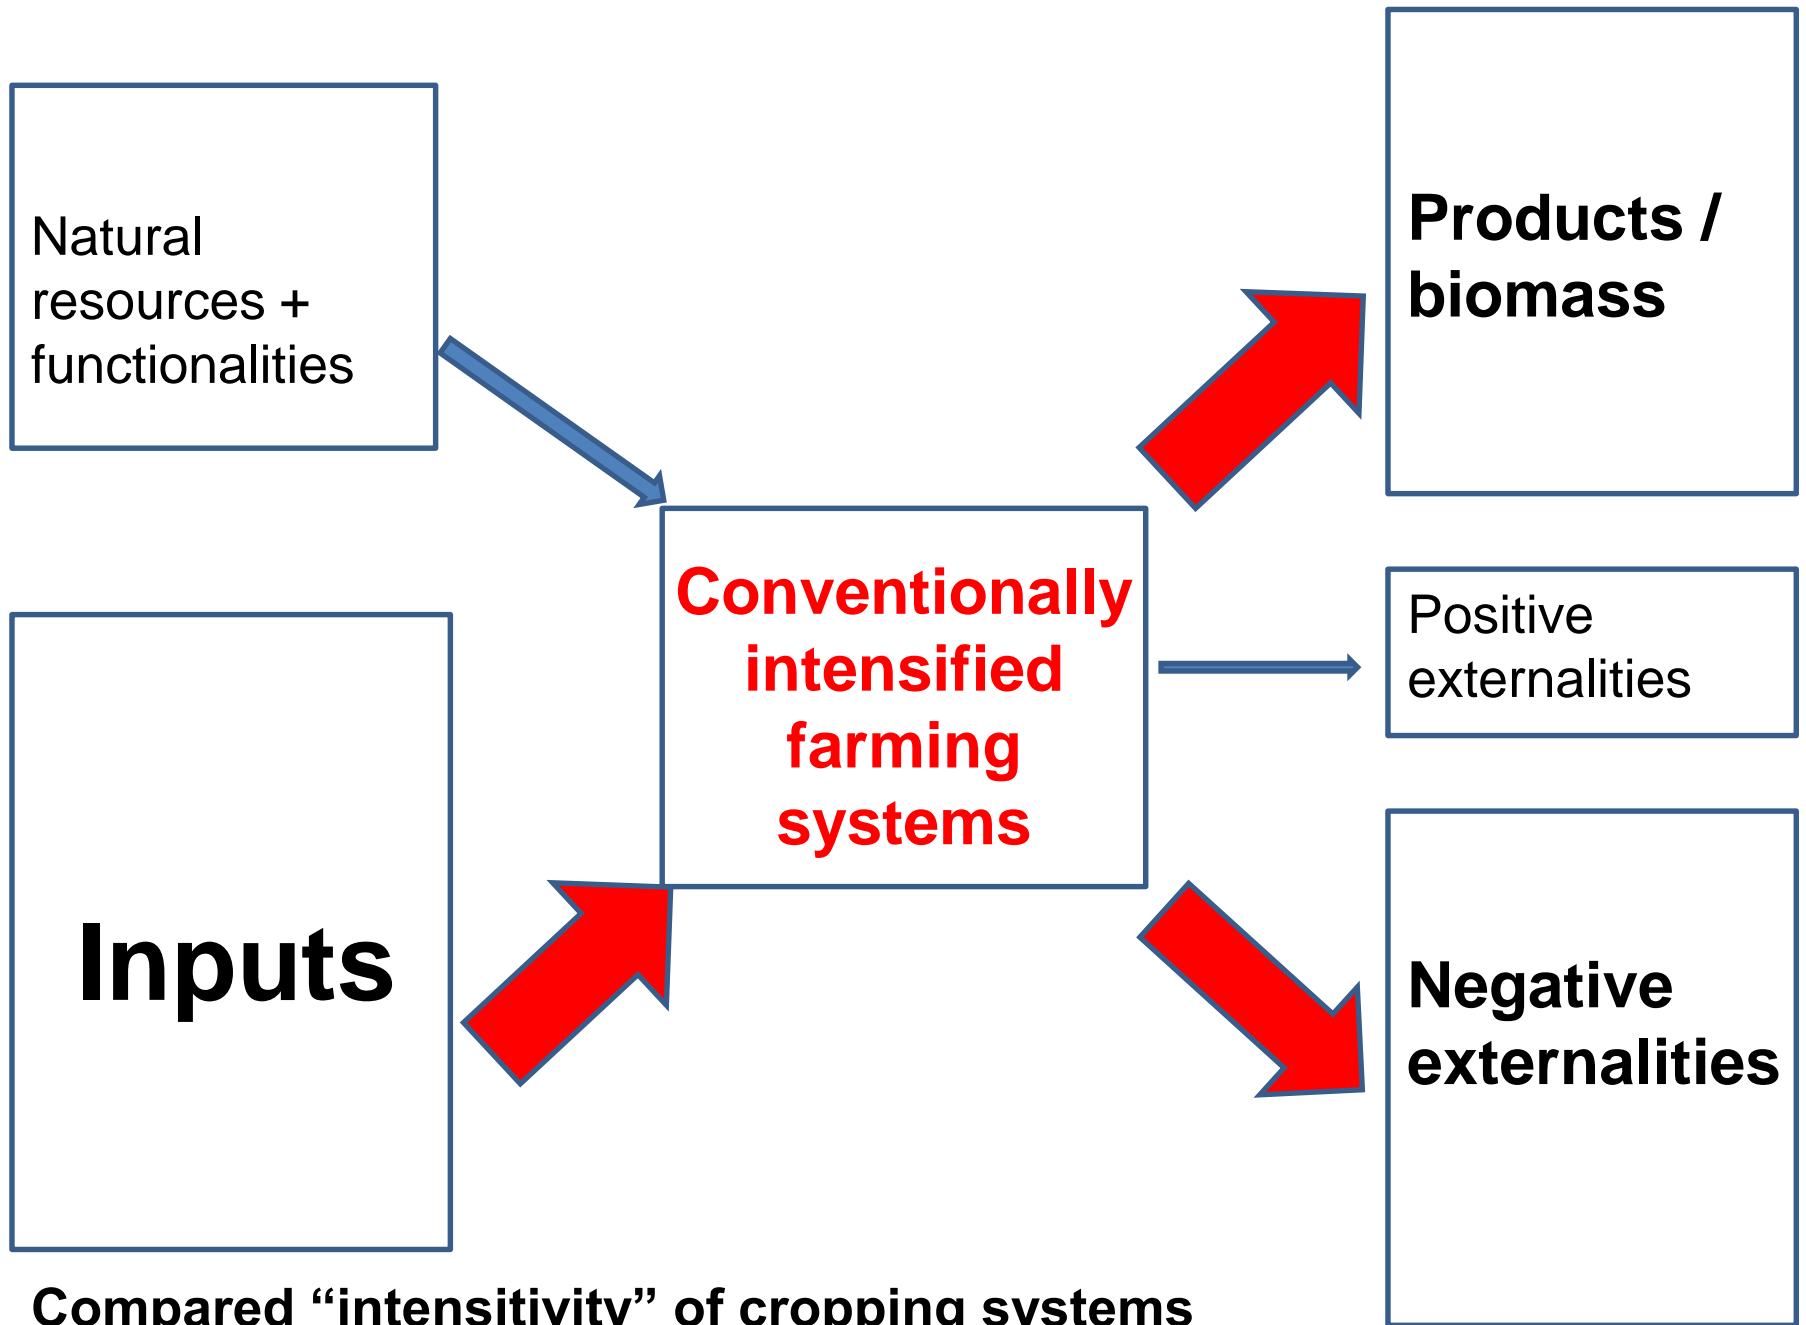 Natural
resources +
functionalities
Inputs
Conventionally
intensified
farming
systems
Products /
biomass
Positive
externalities
Negative
externalities
Compared “intensitivity” of cropping systems